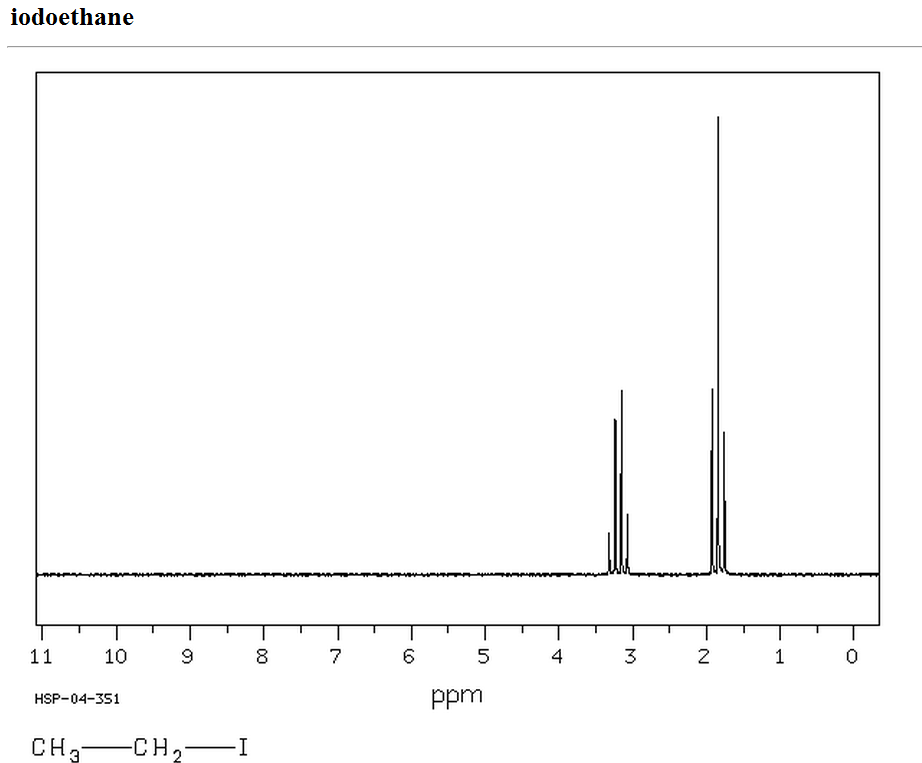 iodoethane
11 10 9 8 7 6 5 4 3 2 1 0
ppm
HSP-04-351
CH3—CH2—I